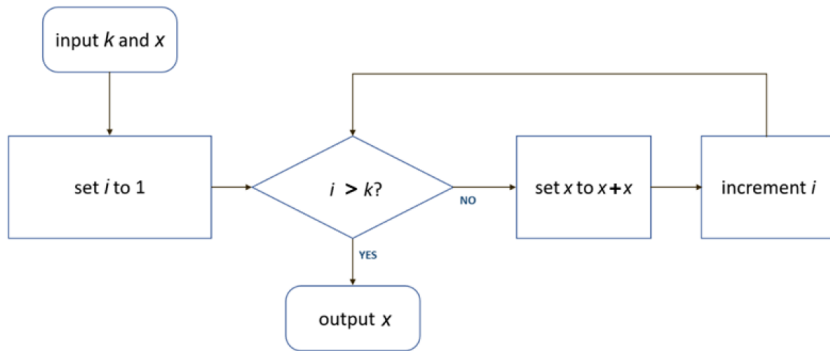 input k and x
set i to 1
i > k?
NO
set x to x+x
increment i
YES
output x